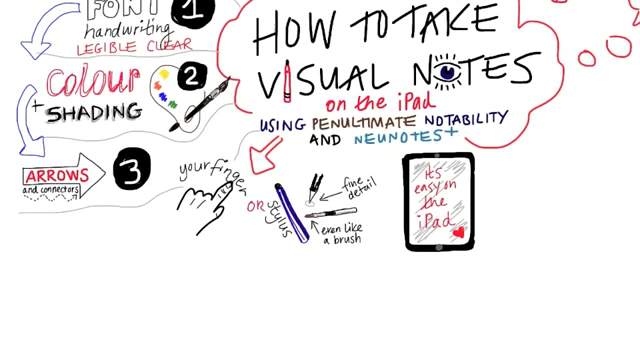 FONT
1
handwriting
LEGIBLE CLEAR
Colour
2
+
SHADING
ARROWS
and connectors
3
HOW TO TAKE
VISUAL NOTES
on the iPad
USING PENULTIMATE NOTABILITY
AND NEUNOTES+
your finger
OR stylus
fine
detail
even like
a brush
It's
easy on
the
iPad